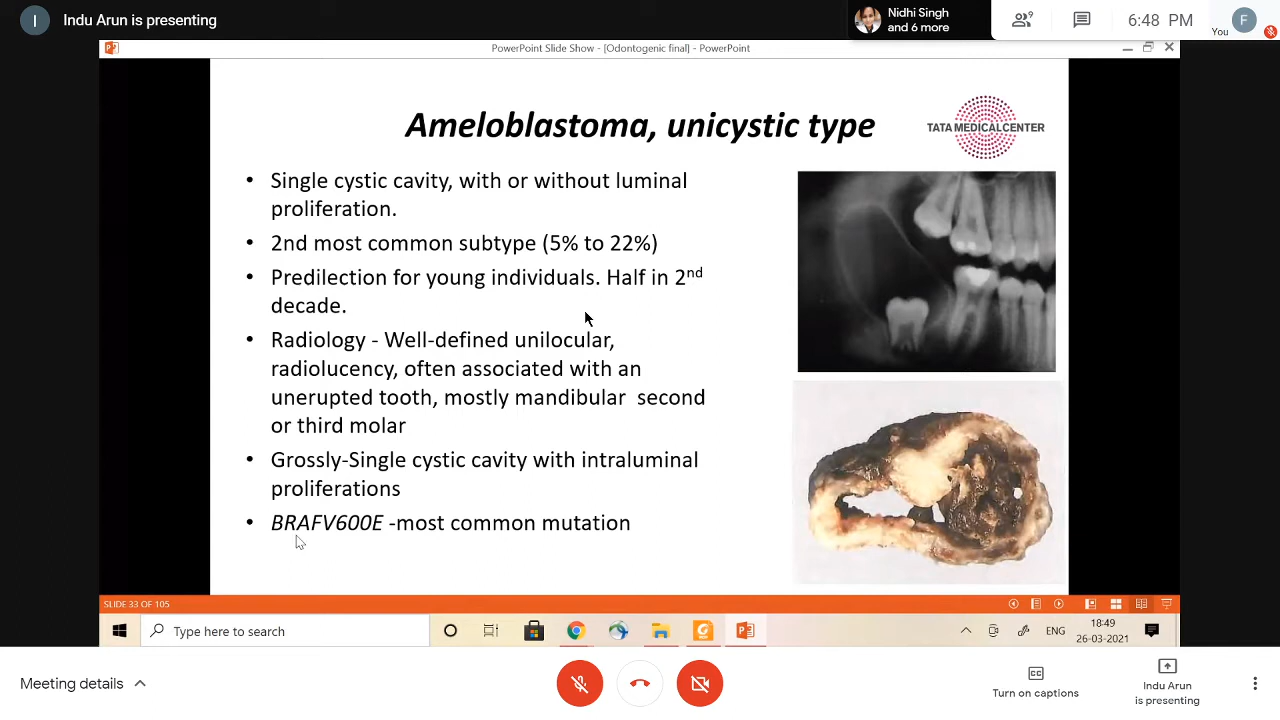 I
Indu Arun is presenting
Nidhi Singh
and 6 more
9
6:48 PM
You
F
PowerPoint Slide Show - [Odontogenic final] - PowerPoint
Ameloblastoma, unicystic type
TATA MEDICAL CENTER
• Single cystic cavity, with or without luminal
proliferation.
• 2nd most common subtype (5% to 22%)
• Predilection for young individuals. Half in 2nd
decade.
• Radiology - Well-defined unilocular,
radiolucency, often associated with an
unerupted tooth, mostly mandibular second
or third molar
• Grossly-Single cystic cavity with intraluminal
proliferations
• BRAFV600E -most common mutation
SLIDE 33 OF 105
Type here to search
ENG
18:49
26-03-2021
Meeting details
CC
Turn on captions
Indu Arun
is presenting